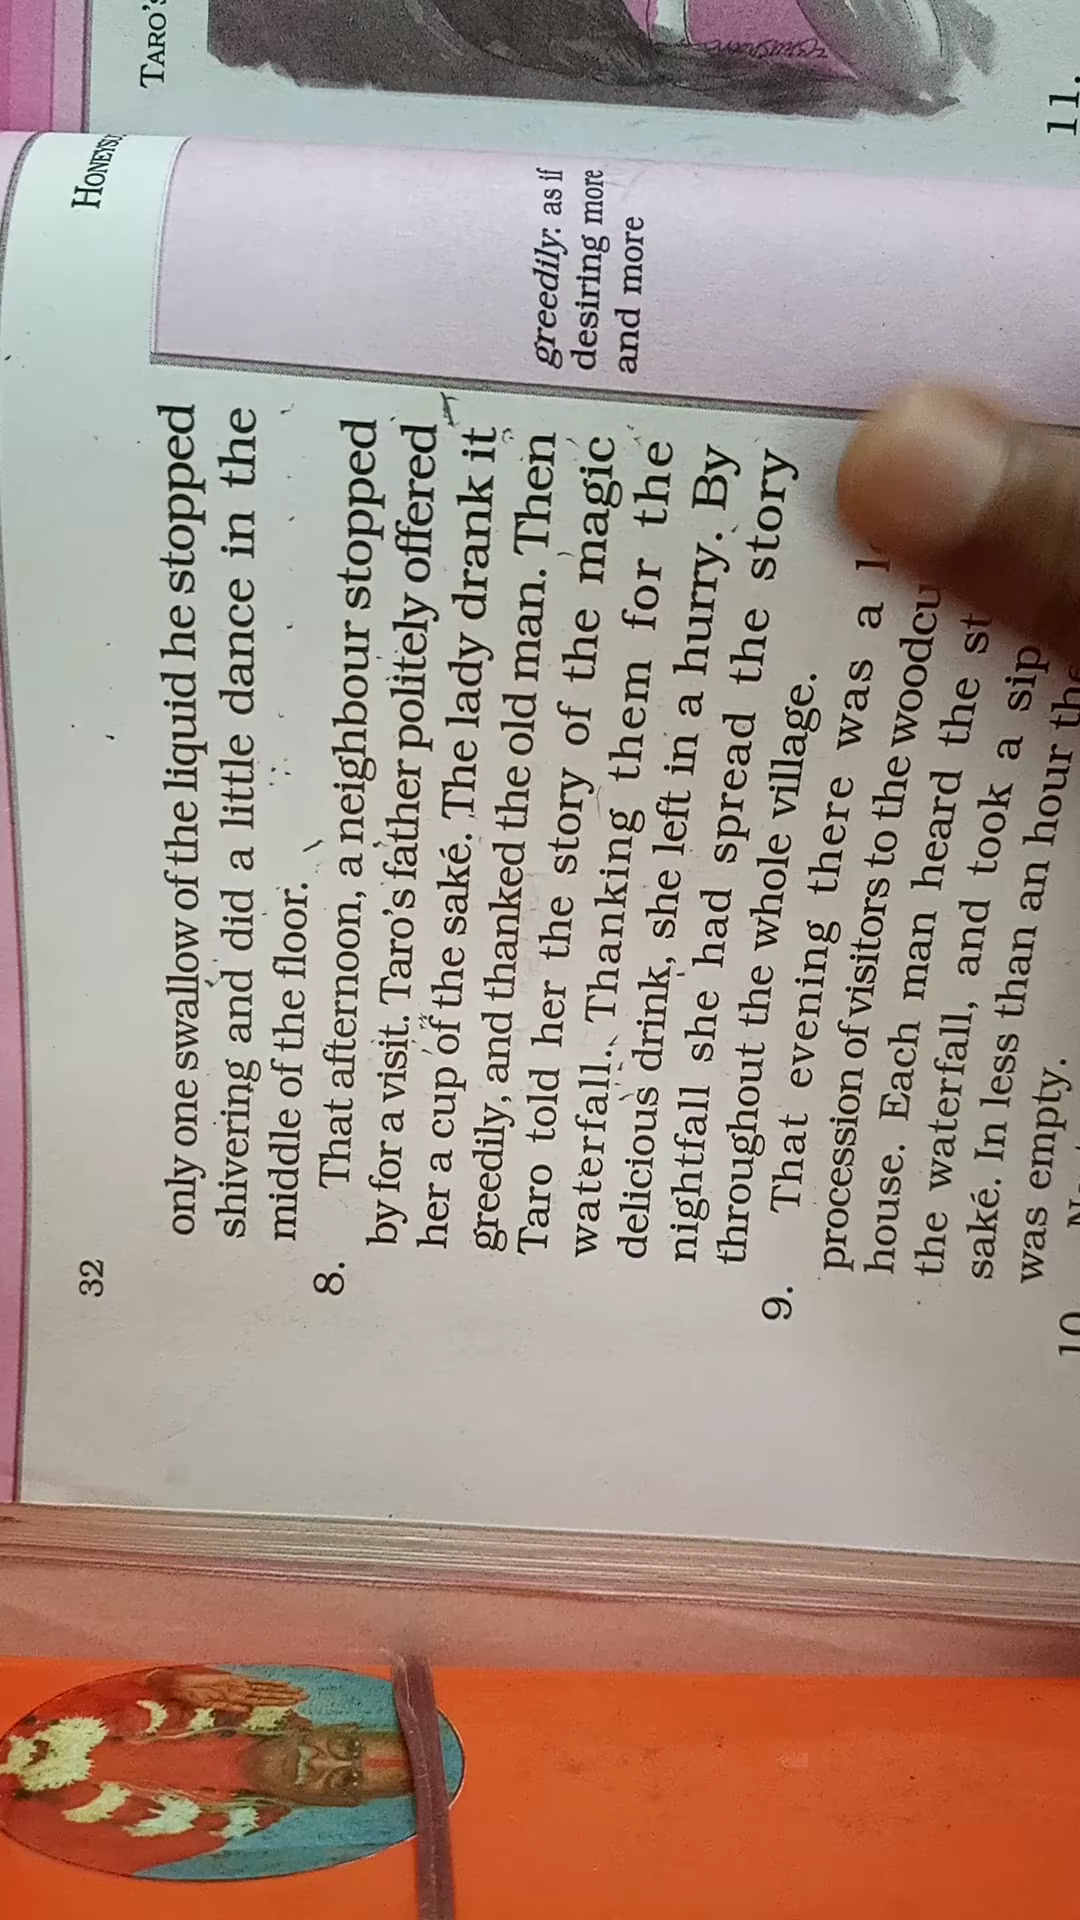 32
only one swallow of the liquid he stopped
shivering and did a little dance in the
middle of the floor.
8. That afternoon, a neighbour stopped
by for a visit. Taro's father politely offered
her a cup of the saké. The lady drank it
greedily, and thanked the old man. Then
Taro told her the story of the magic
waterfall. Thanking them for the
delicious drink, she left in a hurry. By
nightfall she had spread the story
throughout the whole village.
9. That evening there was a
procession of visitors to the
house. Each man heard the
the waterfall, and took a sip
saké. In less than an hour
was empty.
10
greedily: as if
desiring more
and more
TARO'S
11.